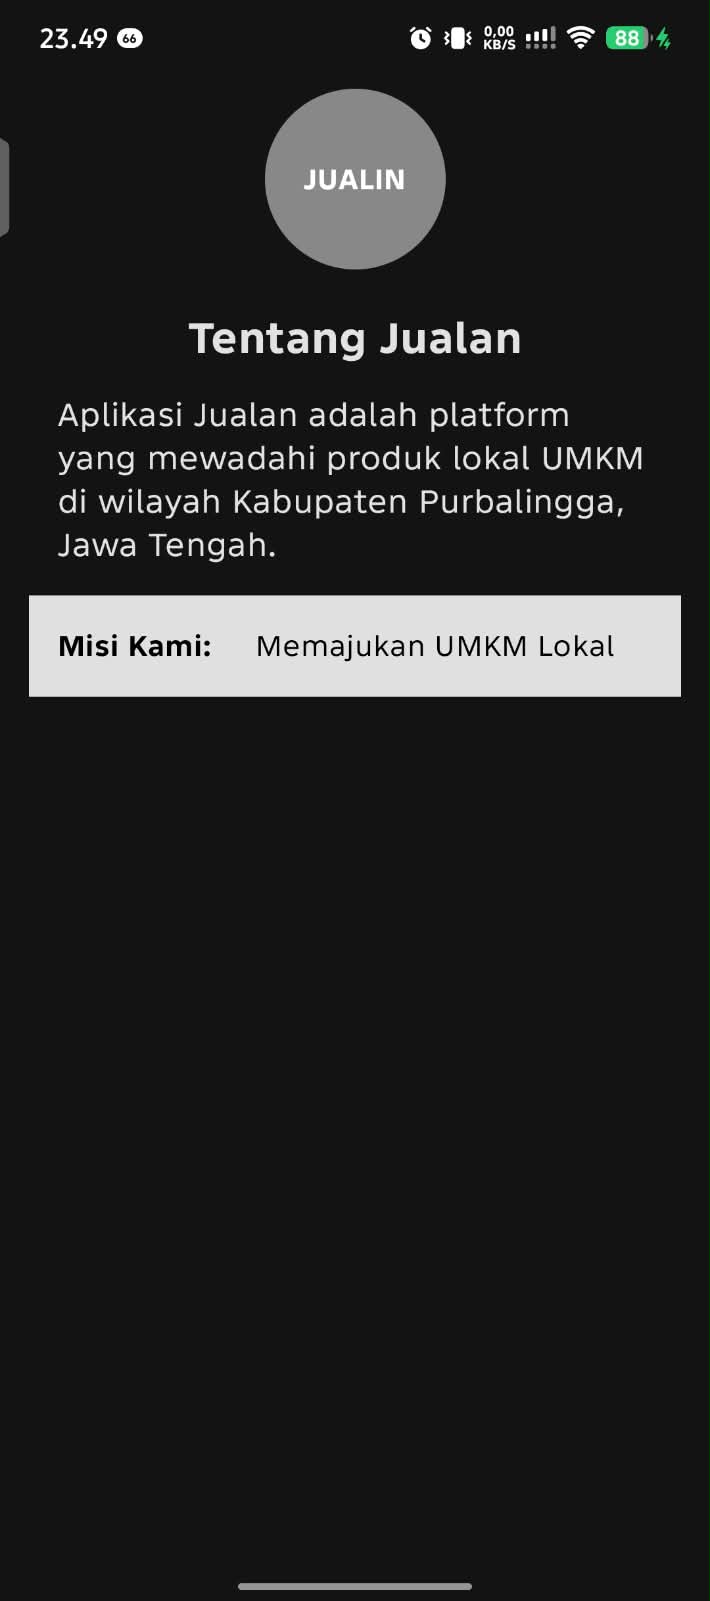 23.49 66 0,00 88
KB/S
JUALIN
Tentang Jualan
Aplikasi Jualan adalah platform
yang mewadahi produk lokal UMKM
di wilayah Kabupaten Purbalingga,
Jawa Tengah.
Misi Kami: Memajukan UMKM Lokal